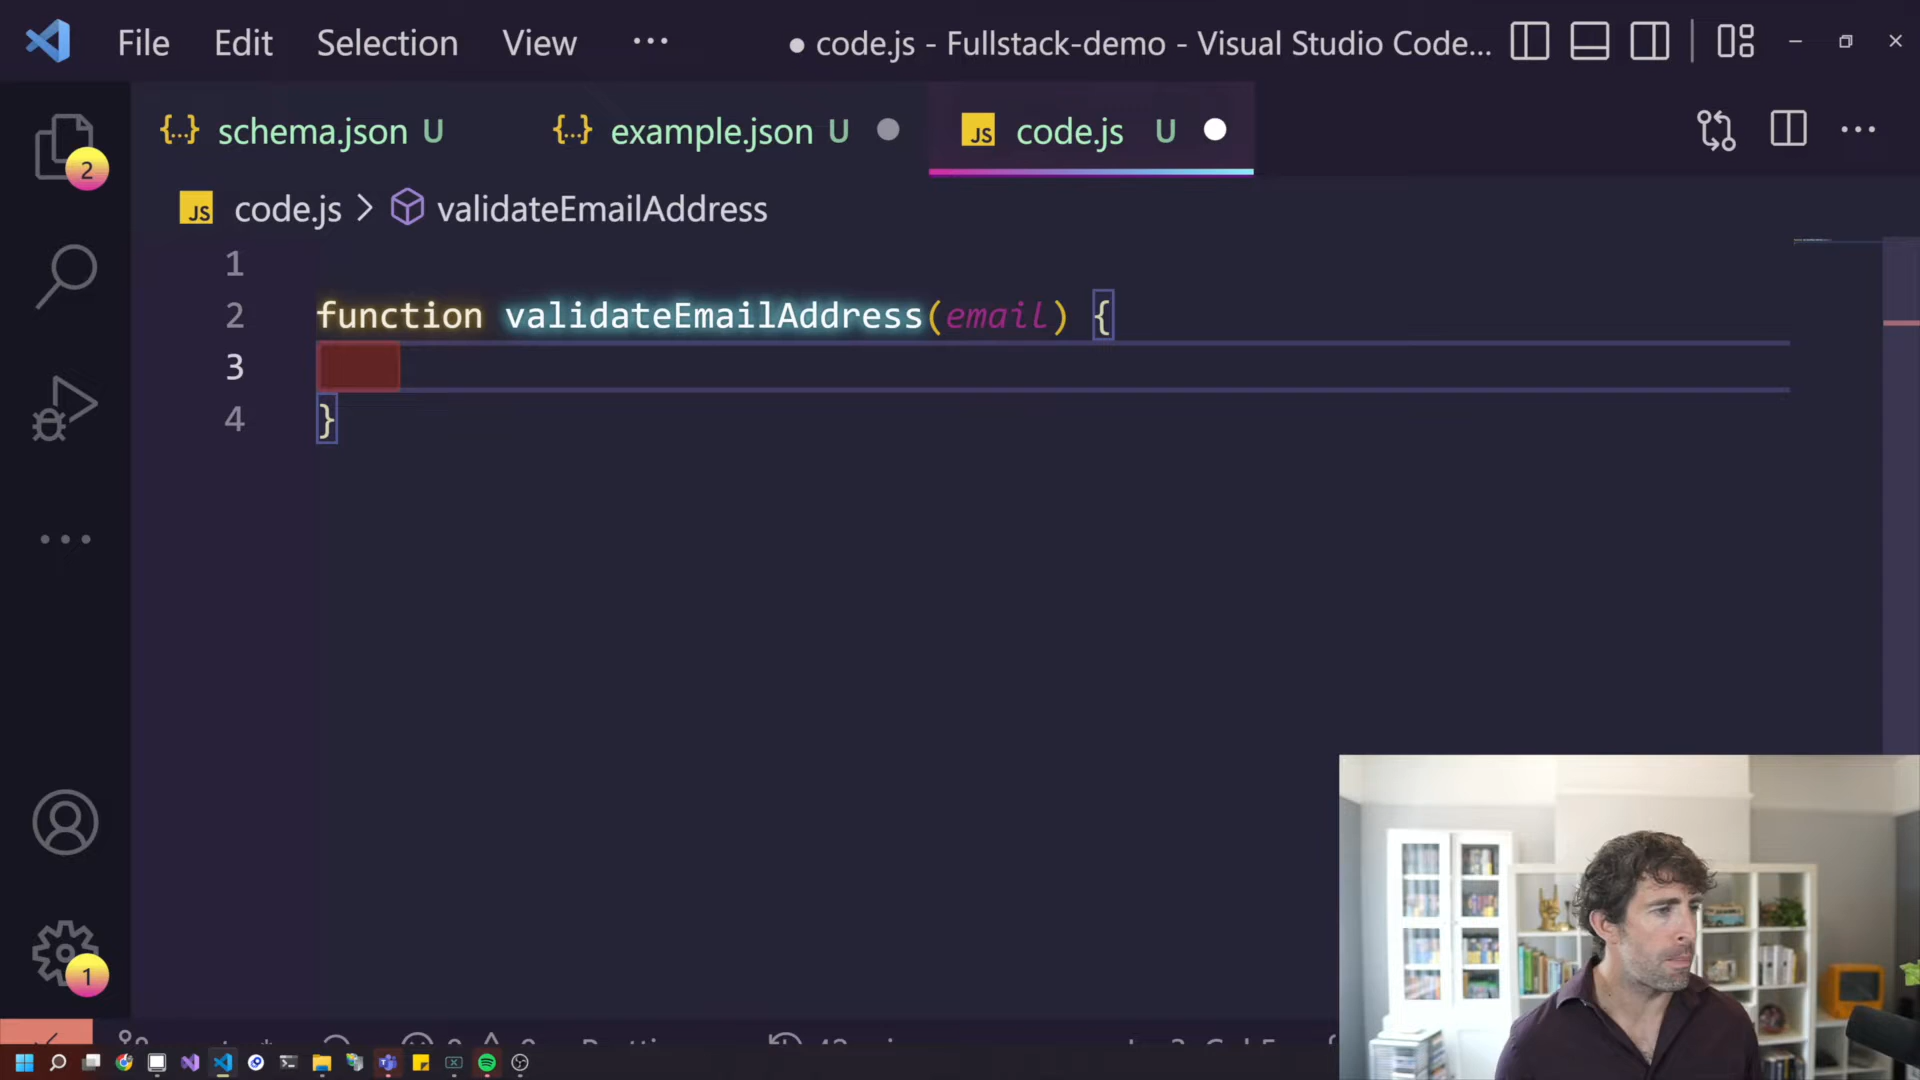 File Edit Selection View ··· ● code.js - Fullstack-demo - Visual Studio Code...
{...} schema.json U {...} example.json U ● JS code.js U ●
JS code.js > validateEmailAddress
1
2 function validateEmailAddress(email) {
3
4 }
2
1